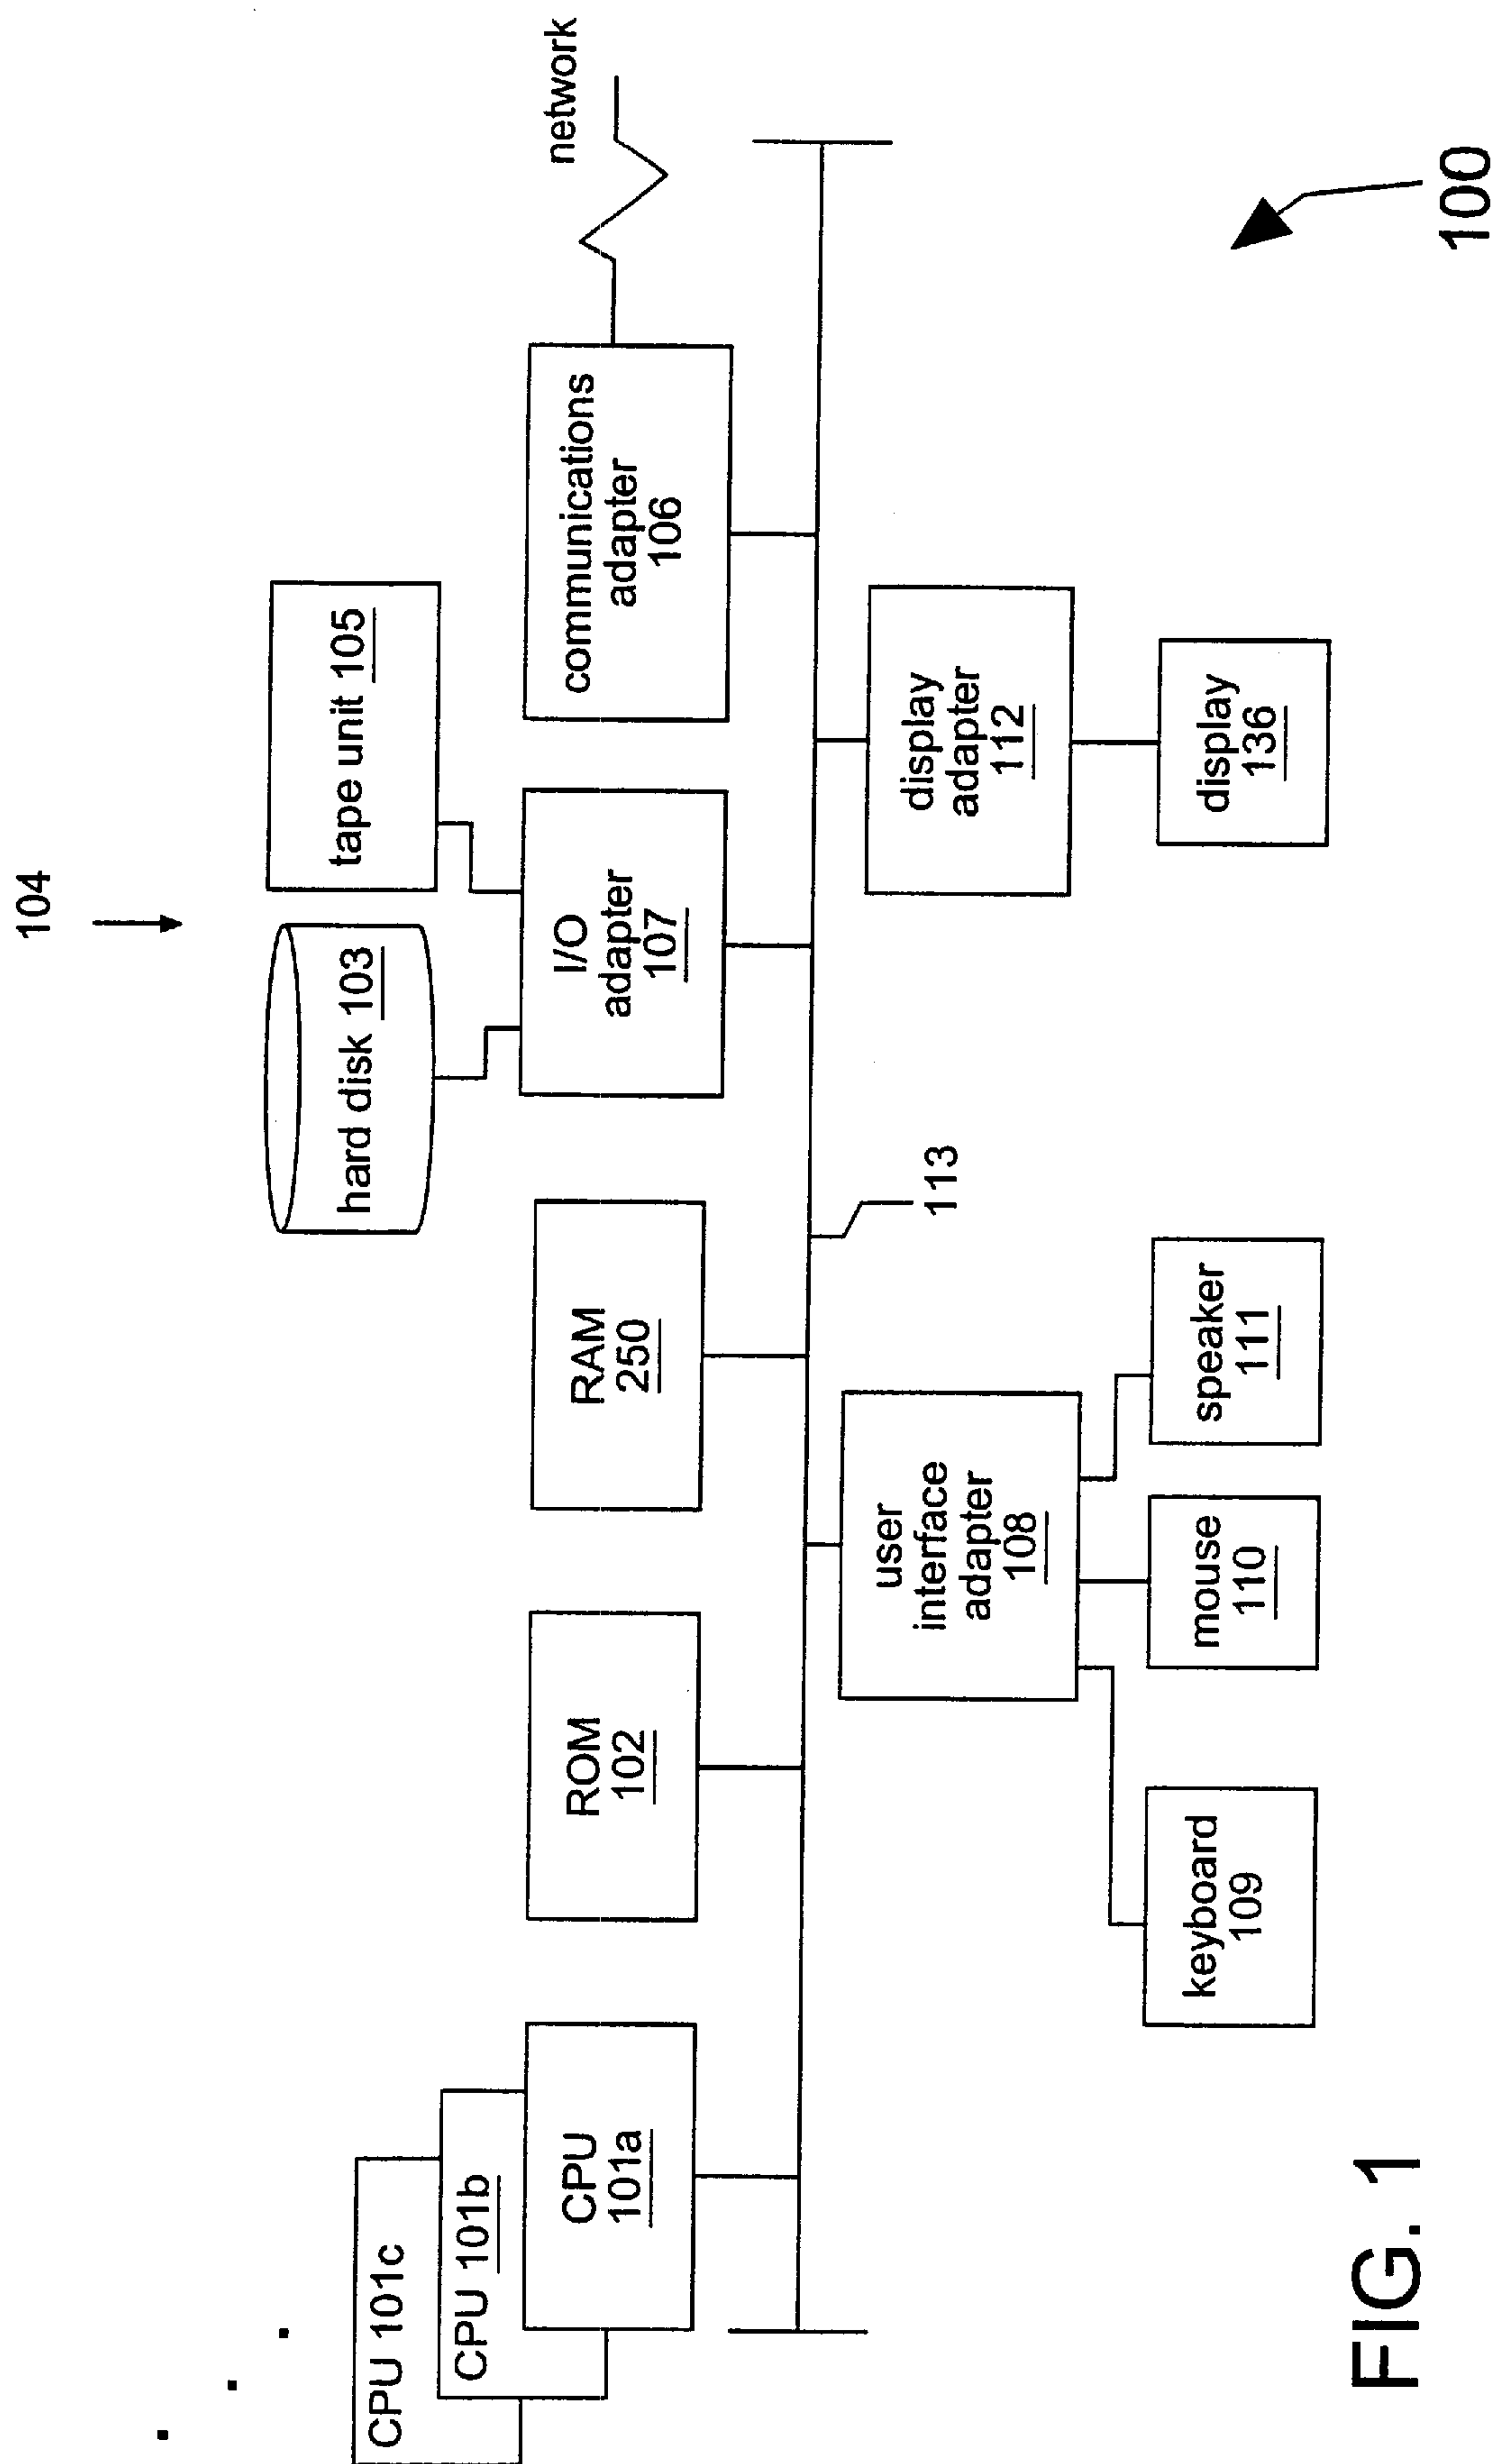 104
hard disk 103
tape unit 105
network
CPU 101c
CPU 101b
CPU
101a
ROM
102
RAM
250
I/O
adapter
107
communications
adapter
106
113
user
interface
adapter
108
display
adapter
112
keyboard
109
mouse
110
speaker
111
display
136
FIG. 1
100